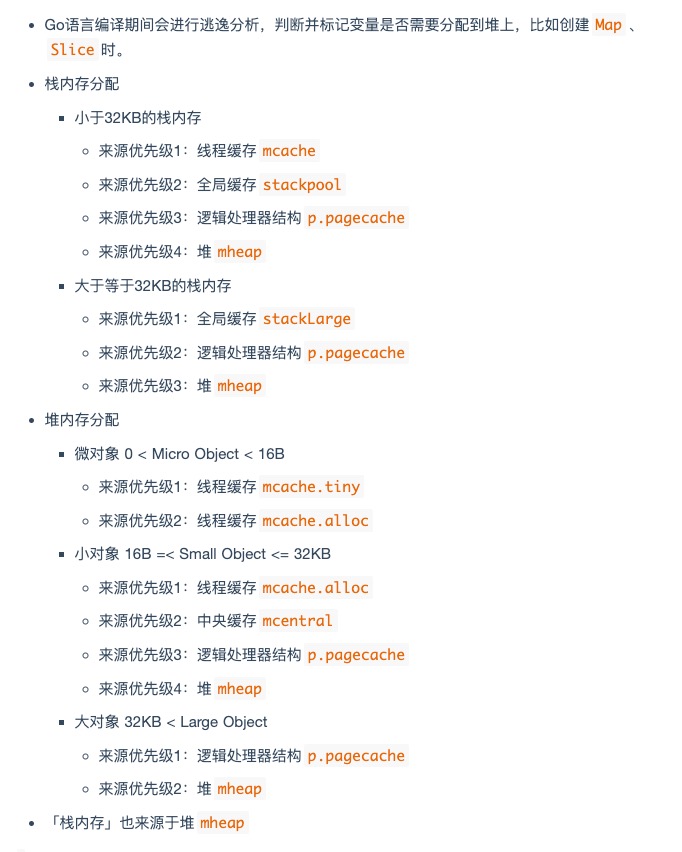 Go语言编译期间会进行逃逸分析，判断并标记变量是否需要分配到堆上，比如创建 Map 、
Slice 时。
栈内存分配
小于32KB的栈内存
来源优先级1：线程缓存 mcache
来源优先级2：全局缓存 stackpool
来源优先级3：逻辑处理器结构 p.pagecache
来源优先级4：堆 mheap
大于等于32KB的栈内存
来源优先级1：全局缓存 stackLarge
来源优先级2：逻辑处理器结构 p.pagecache
来源优先级3：堆 mheap
堆内存分配
微对象 0 < Micro Object < 16B
来源优先级1：线程缓存 mcache.tiny
来源优先级2：线程缓存 mcache.alloc
小对象 16B =< Small Object <= 32KB
来源优先级1：线程缓存 mcache.alloc
来源优先级2：中央缓存 mcentral
来源优先级3：逻辑处理器结构 p.pagecache
来源优先级4：堆 mheap
大对象 32KB < Large Object
来源优先级1：逻辑处理器结构 p.pagecache
来源优先级2：堆 mheap
「栈内存」也来源于堆 mheap